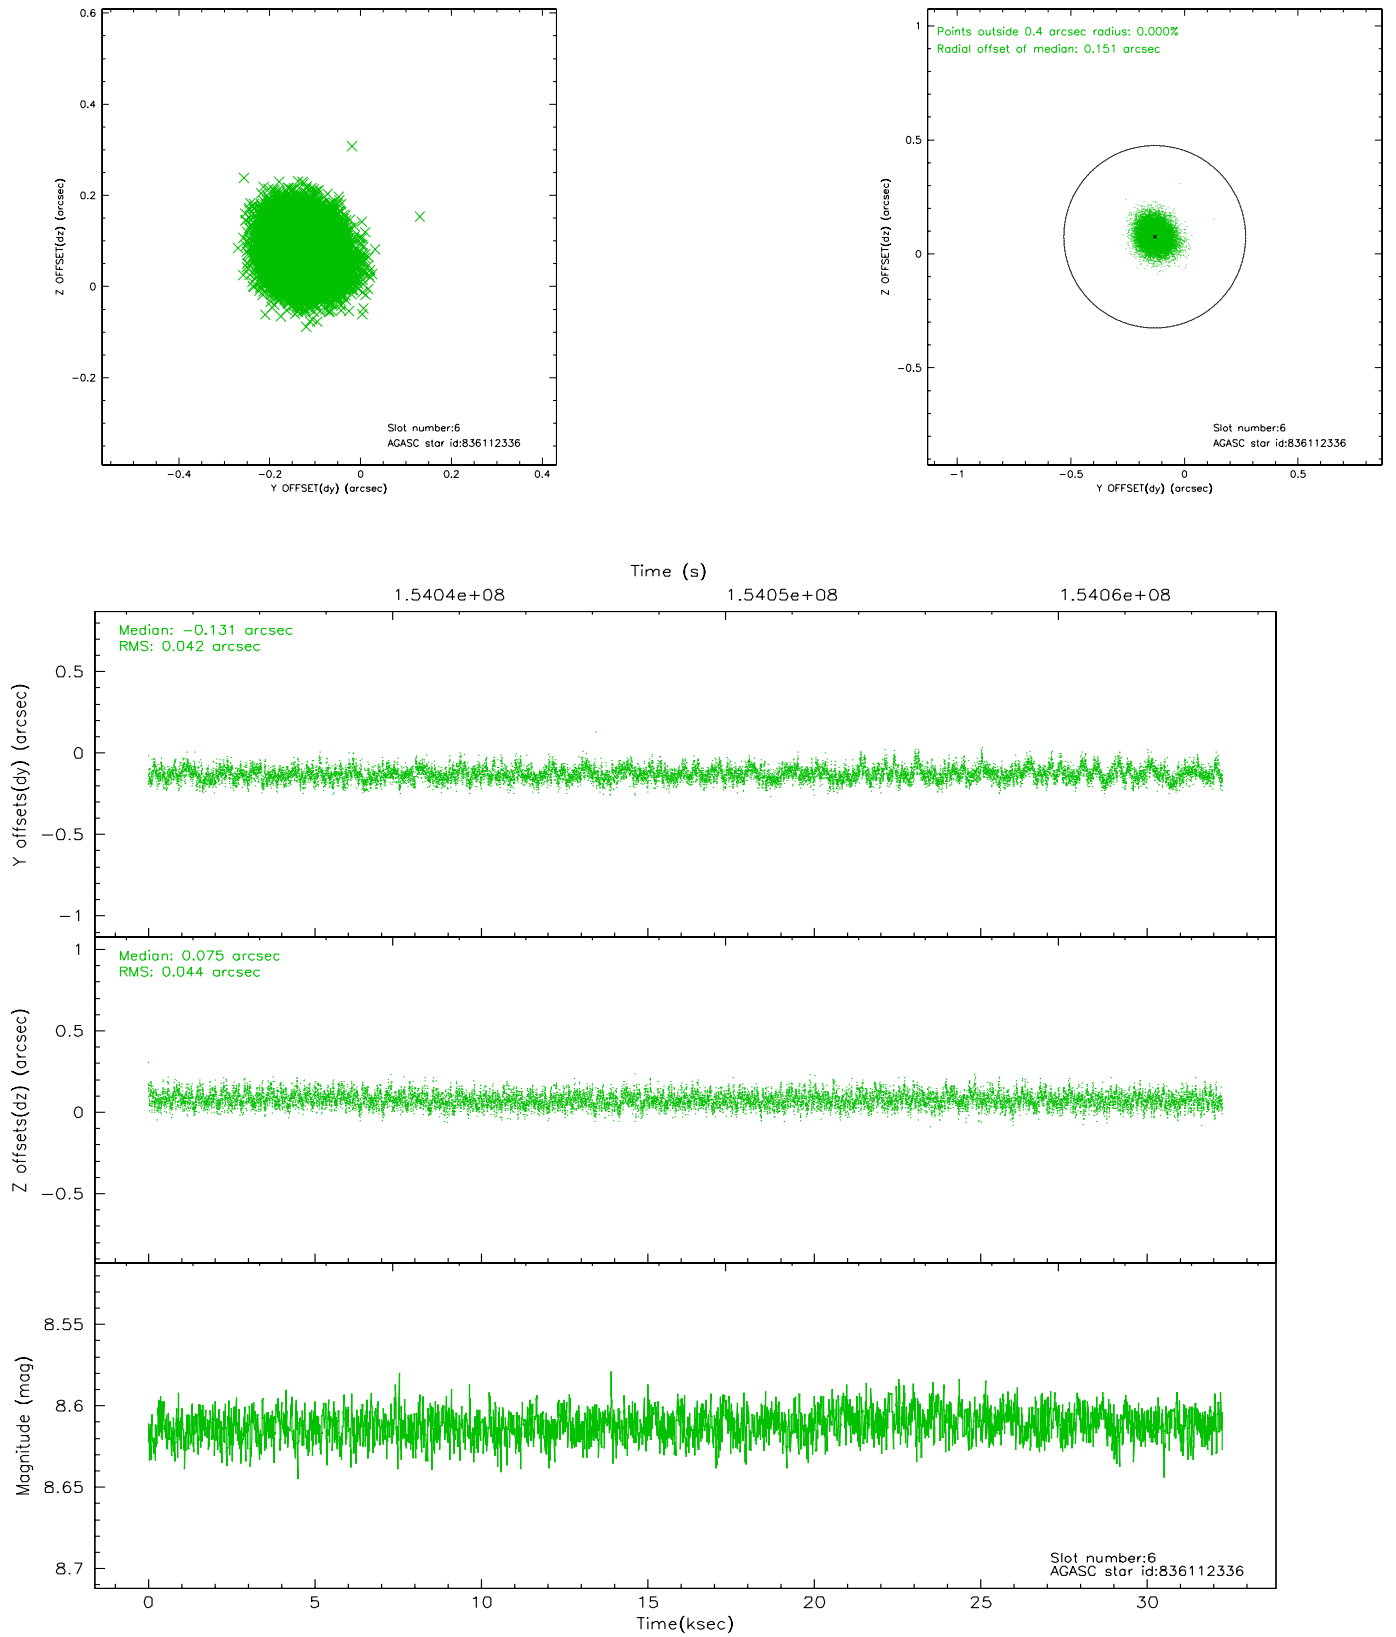 0.6
0.4
0.2
0
−0.2
Z OFFSET(dz) (arcsec)
Slot number:6
AGASC star id:836112336
−0.4 −0.2 0 0.2 0.4
Y OFFSET(dy) (arcsec)
Points outside 0.4 arcsec radius: 0.000%
Radial offset of median: 0.151 arcsec
1
0.5
0
−0.5
Z OFFSET(dz) (arcsec)
Slot number:6
AGASC star id:836112336
−1 −0.5 0 0.5
Y OFFSET(dy) (arcsec)
Time (s)
1.5404e+08 1.5405e+08 1.5406e+08
Median: −0.131 arcsec
RMS: 0.042 arcsec
0.5
0
−0.5
−1
Y offsets(dy) (arcsec)
Median: 0.075 arcsec
RMS: 0.044 arcsec
1
0.5
0
−0.5
Z offsets(dz) (arcsec)
8.55
8.6
8.65
8.7
Magnitude (mag)
Slot number:6
AGASC star id:836112336
0 5 10 15 20 25 30
Time(ksec)